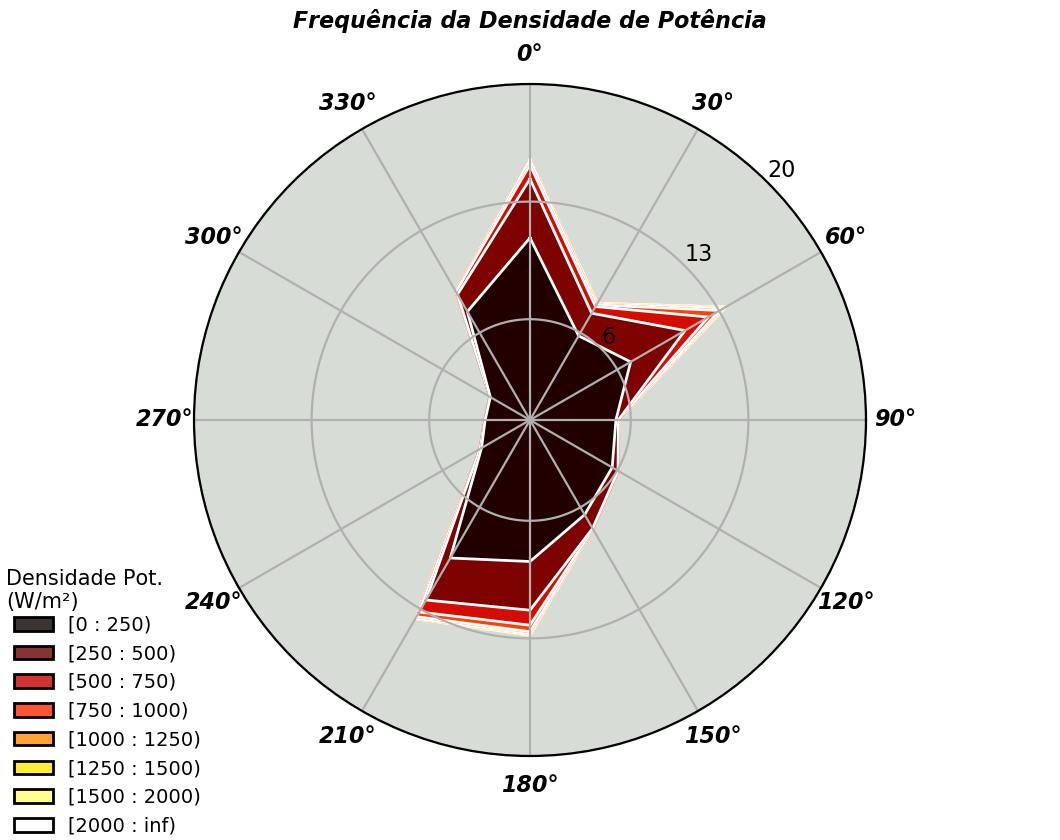 Frequência da Densidade de Potência
0°
330°
30°
20
300°
60°
13
6
270°
90°
240°
120°
210°
150°
180°
Densidade Pot.
(W/m²)
[0 : 250)
[250 : 500)
[500 : 750)
[750 : 1000)
[1000 : 1250)
[1250 : 1500)
[1500 : 2000)
[2000 : inf)